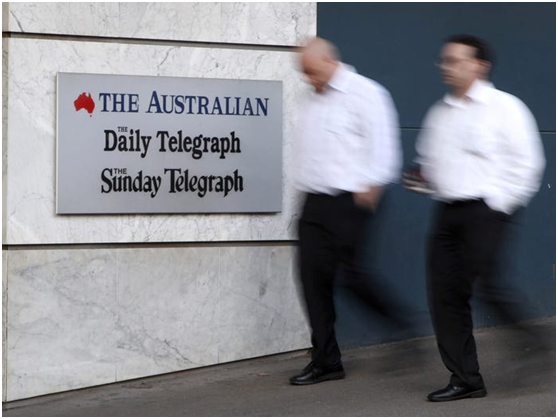 THE AUSTRALIAN
THE Daily Telegraph
THE Sunday Telegraph